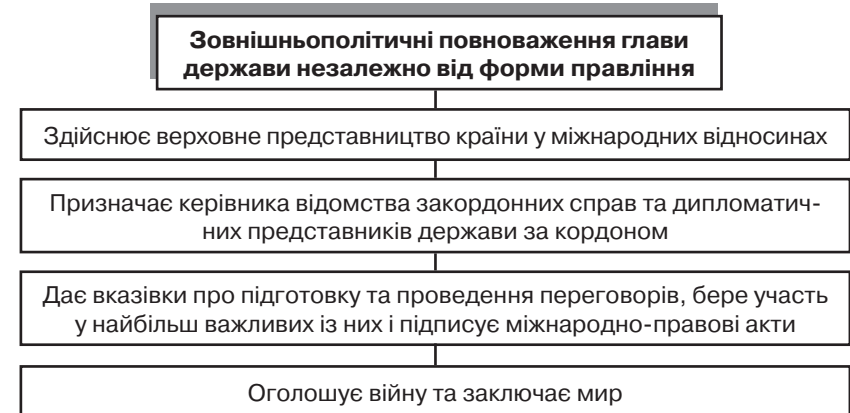 Зовнішньополітичні повноваження глави
держави незалежно від форми правління
Здійснює верховне представництво країни у міжнародних відносинах
Призначає керівника відомства закордонних справ та дипломатич-
них представників держави за кордоном
Дає вказівки про підготовку та проведення переговорів, бере участь
у найбільш важливих із них і підписує міжнародно-правові акти
Оголошує війну та заключає мир